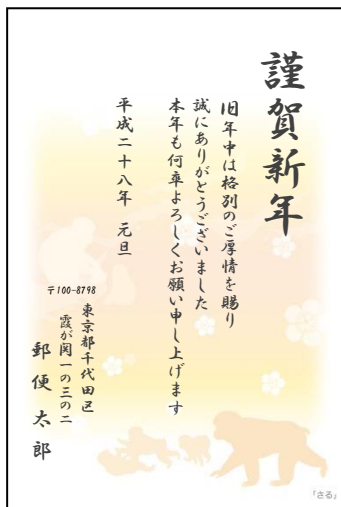 謹賀新年
旧年中は格別のご厚情を賜り
誠にありがとうございました
本年も何卒よろしくお願い申し上げます
平成二十八年 元旦
〒100-8798
東京都千代田区
霞が関一の三の二
郵便太郎
「さる」